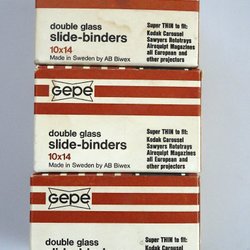 double glass
slide-binders
10x14
Made in Sweden by AB Biwex
Super THIN to fit:
Kodak Carousel
Sawyers Rototrays
Airequipt Magazines
all European and
other projectors
GEPE
double glass
slide-binders
10x14
Made in Sweden by AB Biwex
Super THIN to fit:
Kodak Carousel
Sawyers Rototrays
Airequipt Magazines
all European and
other projectors
GEPE
double glass
Super THIN to fit:
Kodak Carousel